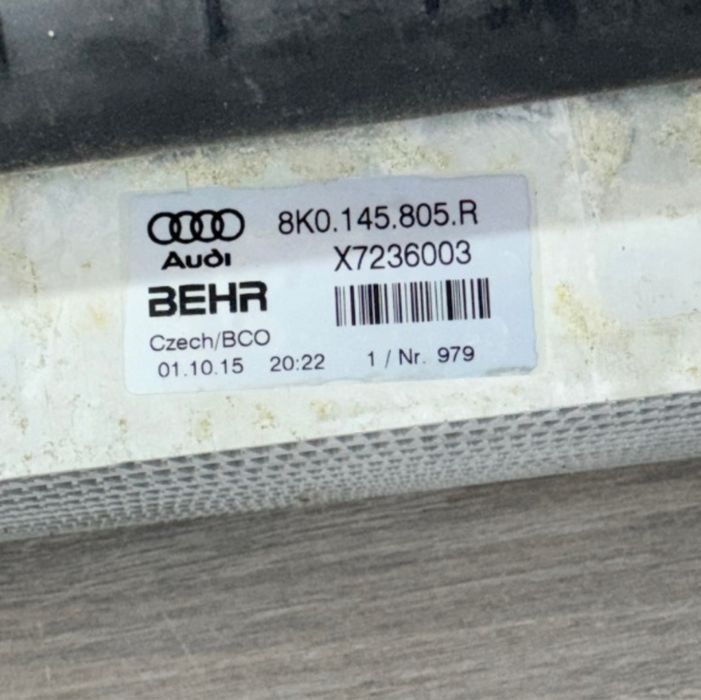 8K0.145.805.R
Audi
X7236003
BEHR
Czech/BCO
01.10.15 20:22 1 / Nr. 979